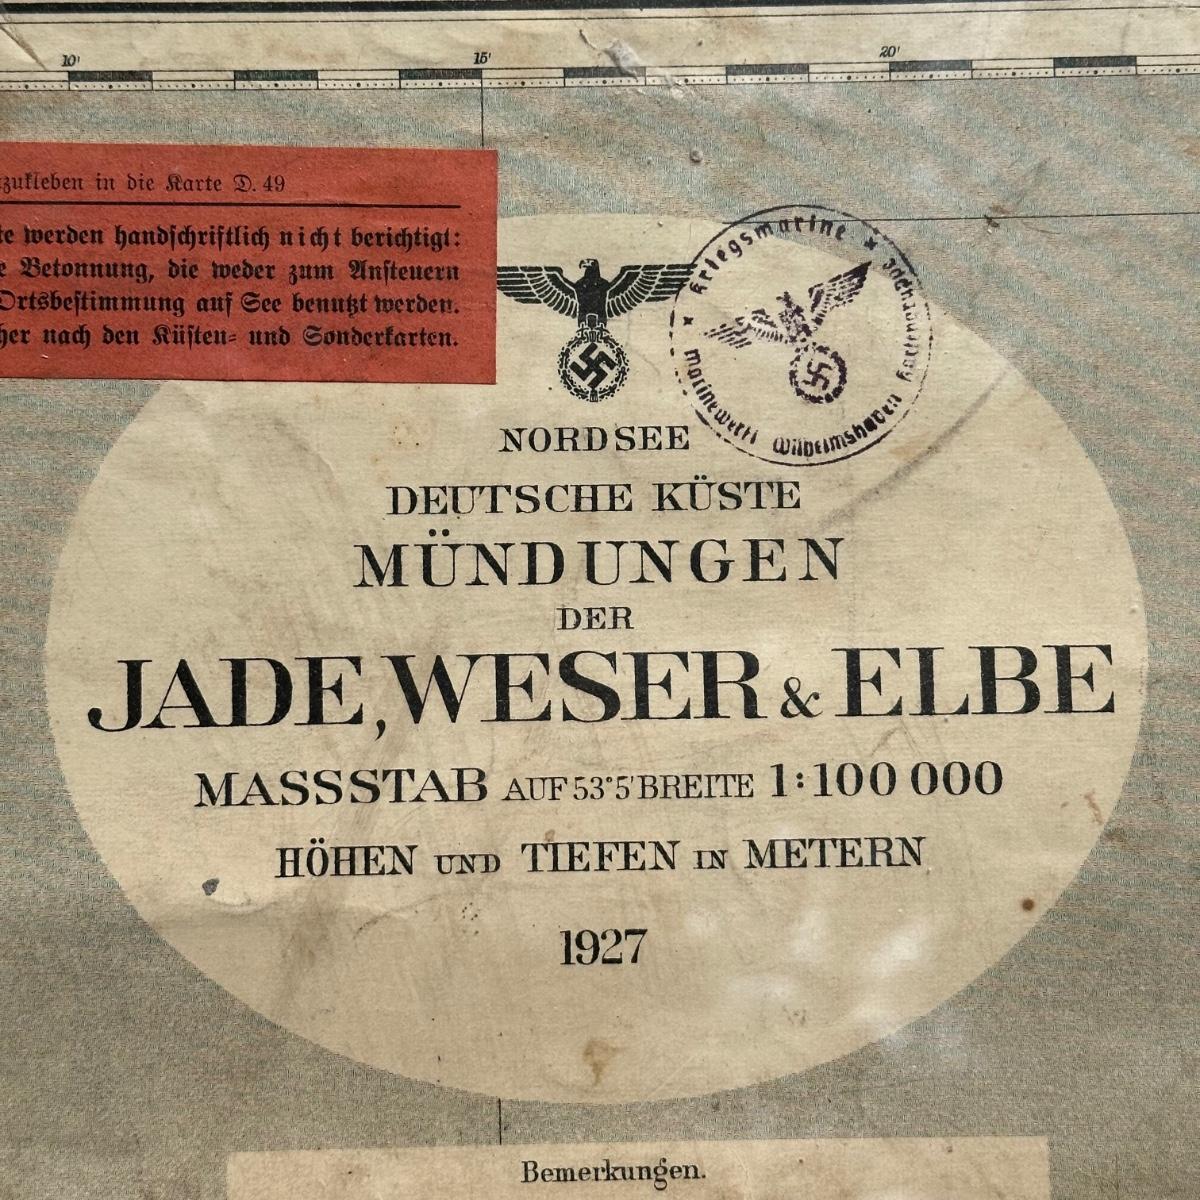 10' 15' 20'
zukleben in die Karte D. 49
te werden handschriftlich nicht berichtigt:
e Betonnung, die weder zum Ansteuern
Ortsbestimmung auf See benutzt werden.
her nach den Küsten- und Sonderkarten.
Kriegsmarine
Marinewerft Wilhelmshaven
NORDSEE
DEUTSCHE KÜSTE
MÜNDUNGEN
DER
JADE, WESER & ELBE
MASSSTAB AUF 53°5' BREITE 1:100 000
HÖHEN UND TIEFEN IN METERN
1927
Bemerkungen.